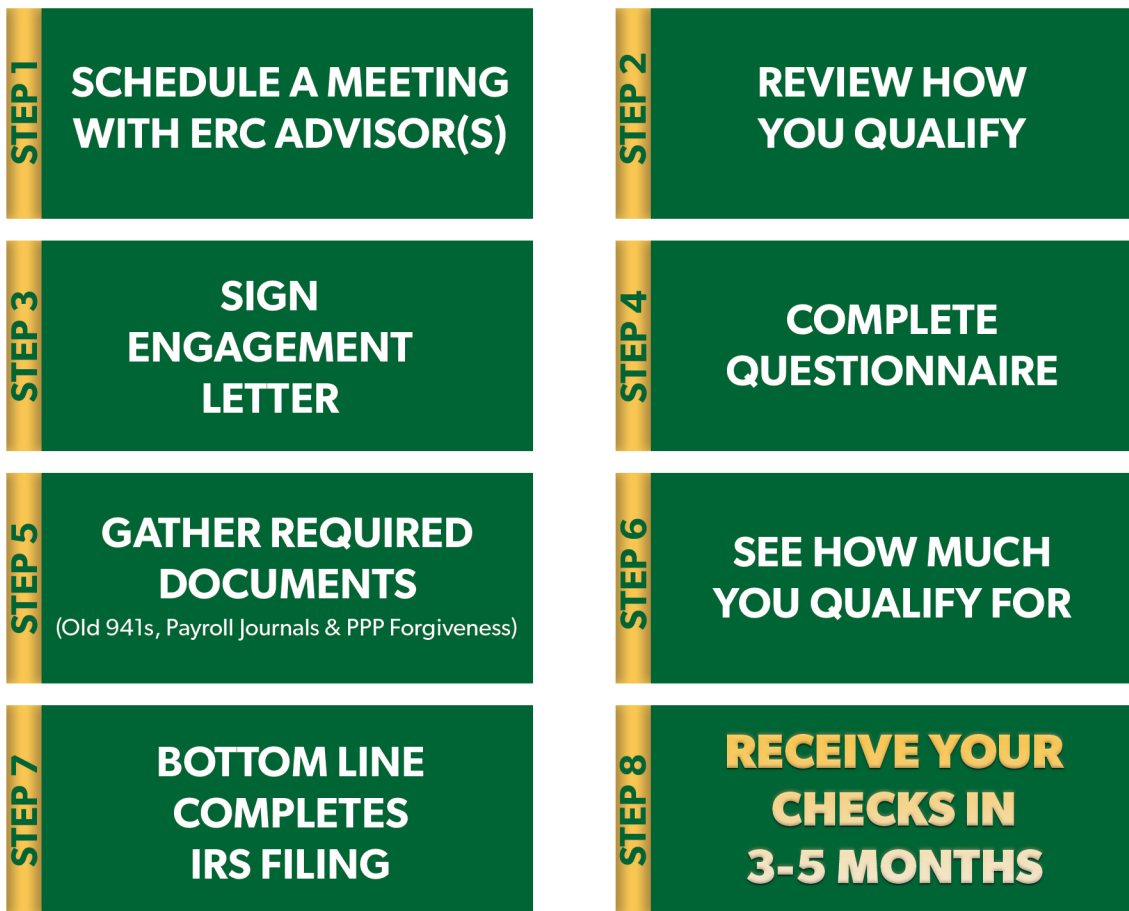 STEP 1
SCHEDULE A MEETING
WITH ERC ADVISOR(S)
STEP 2
REVIEW HOW
YOU QUALIFY
STEP 3
SIGN
ENGAGEMENT
LETTER
STEP 4
COMPLETE
QUESTIONNAIRE
STEP 5
GATHER REQUIRED
DOCUMENTS
(Old 941s, Payroll Journals & PPP Forgiveness)
STEP 6
SEE HOW MUCH
YOU QUALIFY FOR
STEP 7
BOTTOM LINE
COMPLETES
IRS FILING
STEP 8
RECEIVE YOUR
CHECKS IN
3-5 MONTHS